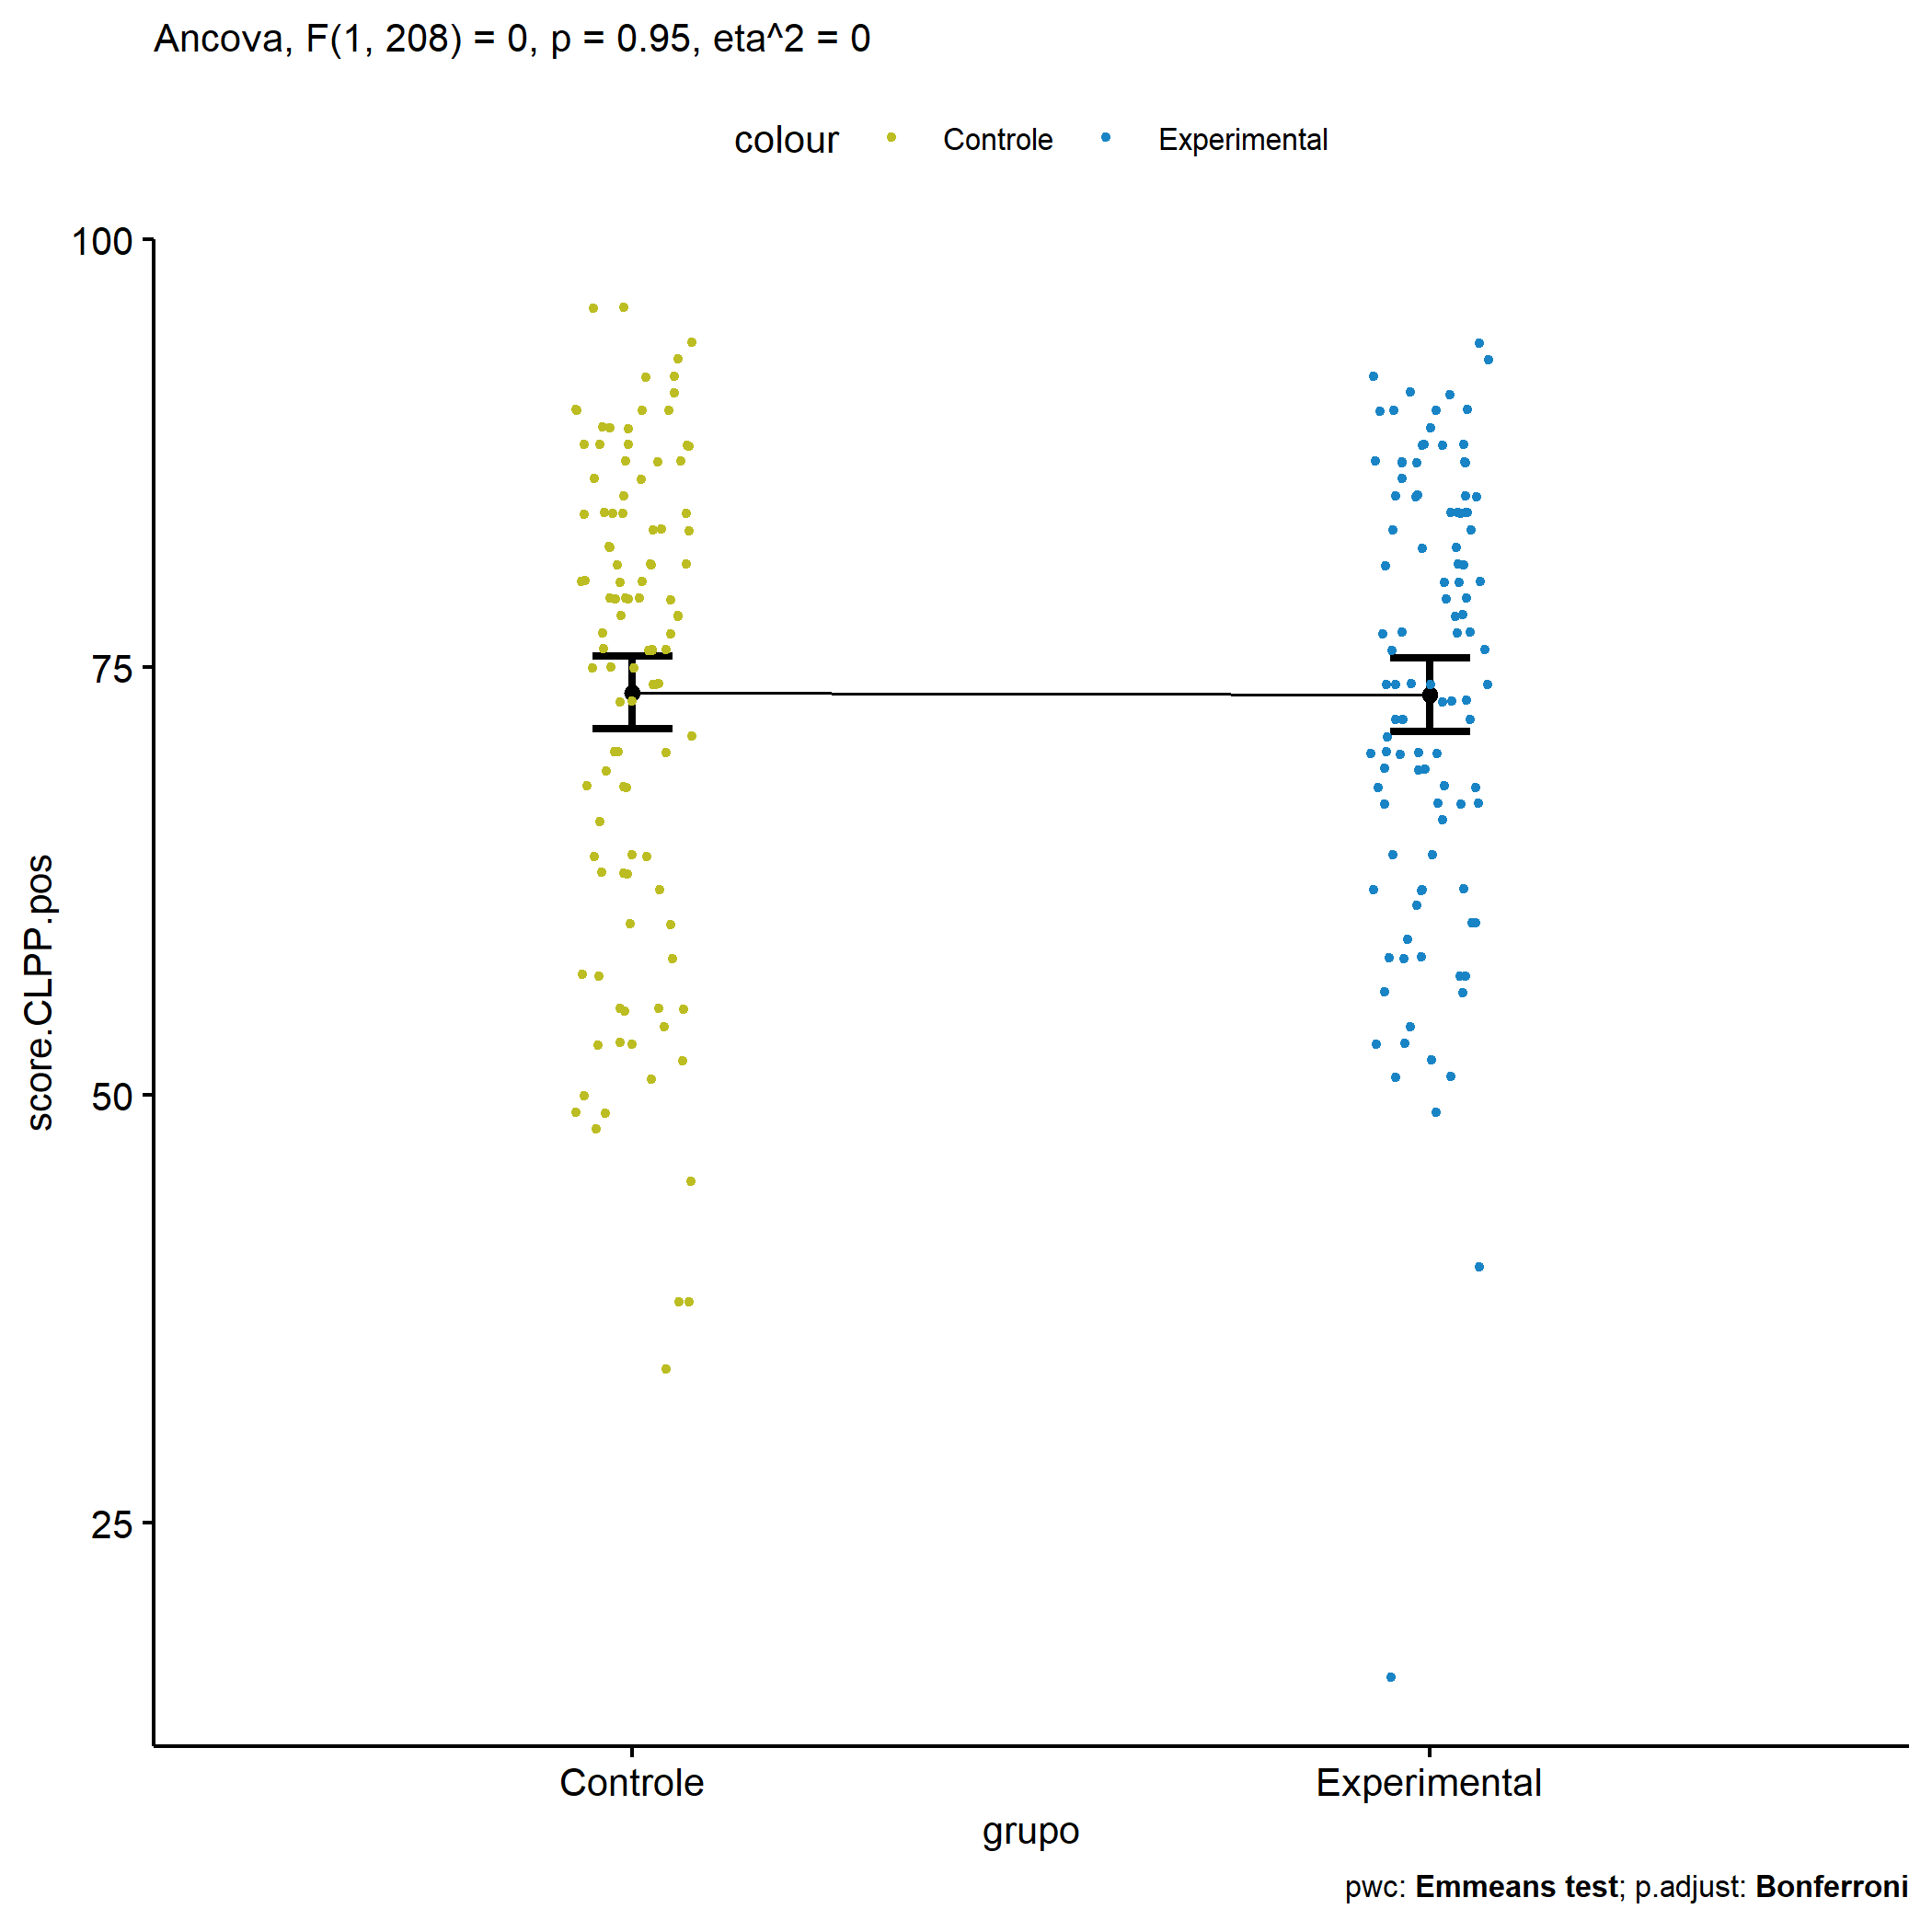 Ancova, F(1, 208) = 0, p = 0.95, eta^2 = 0
colour Controle Experimental
100
75
50
25
score.CLPP.pos
Controle Experimental
grupo
pwc: Emmeans test; p.adjust: Bonferroni